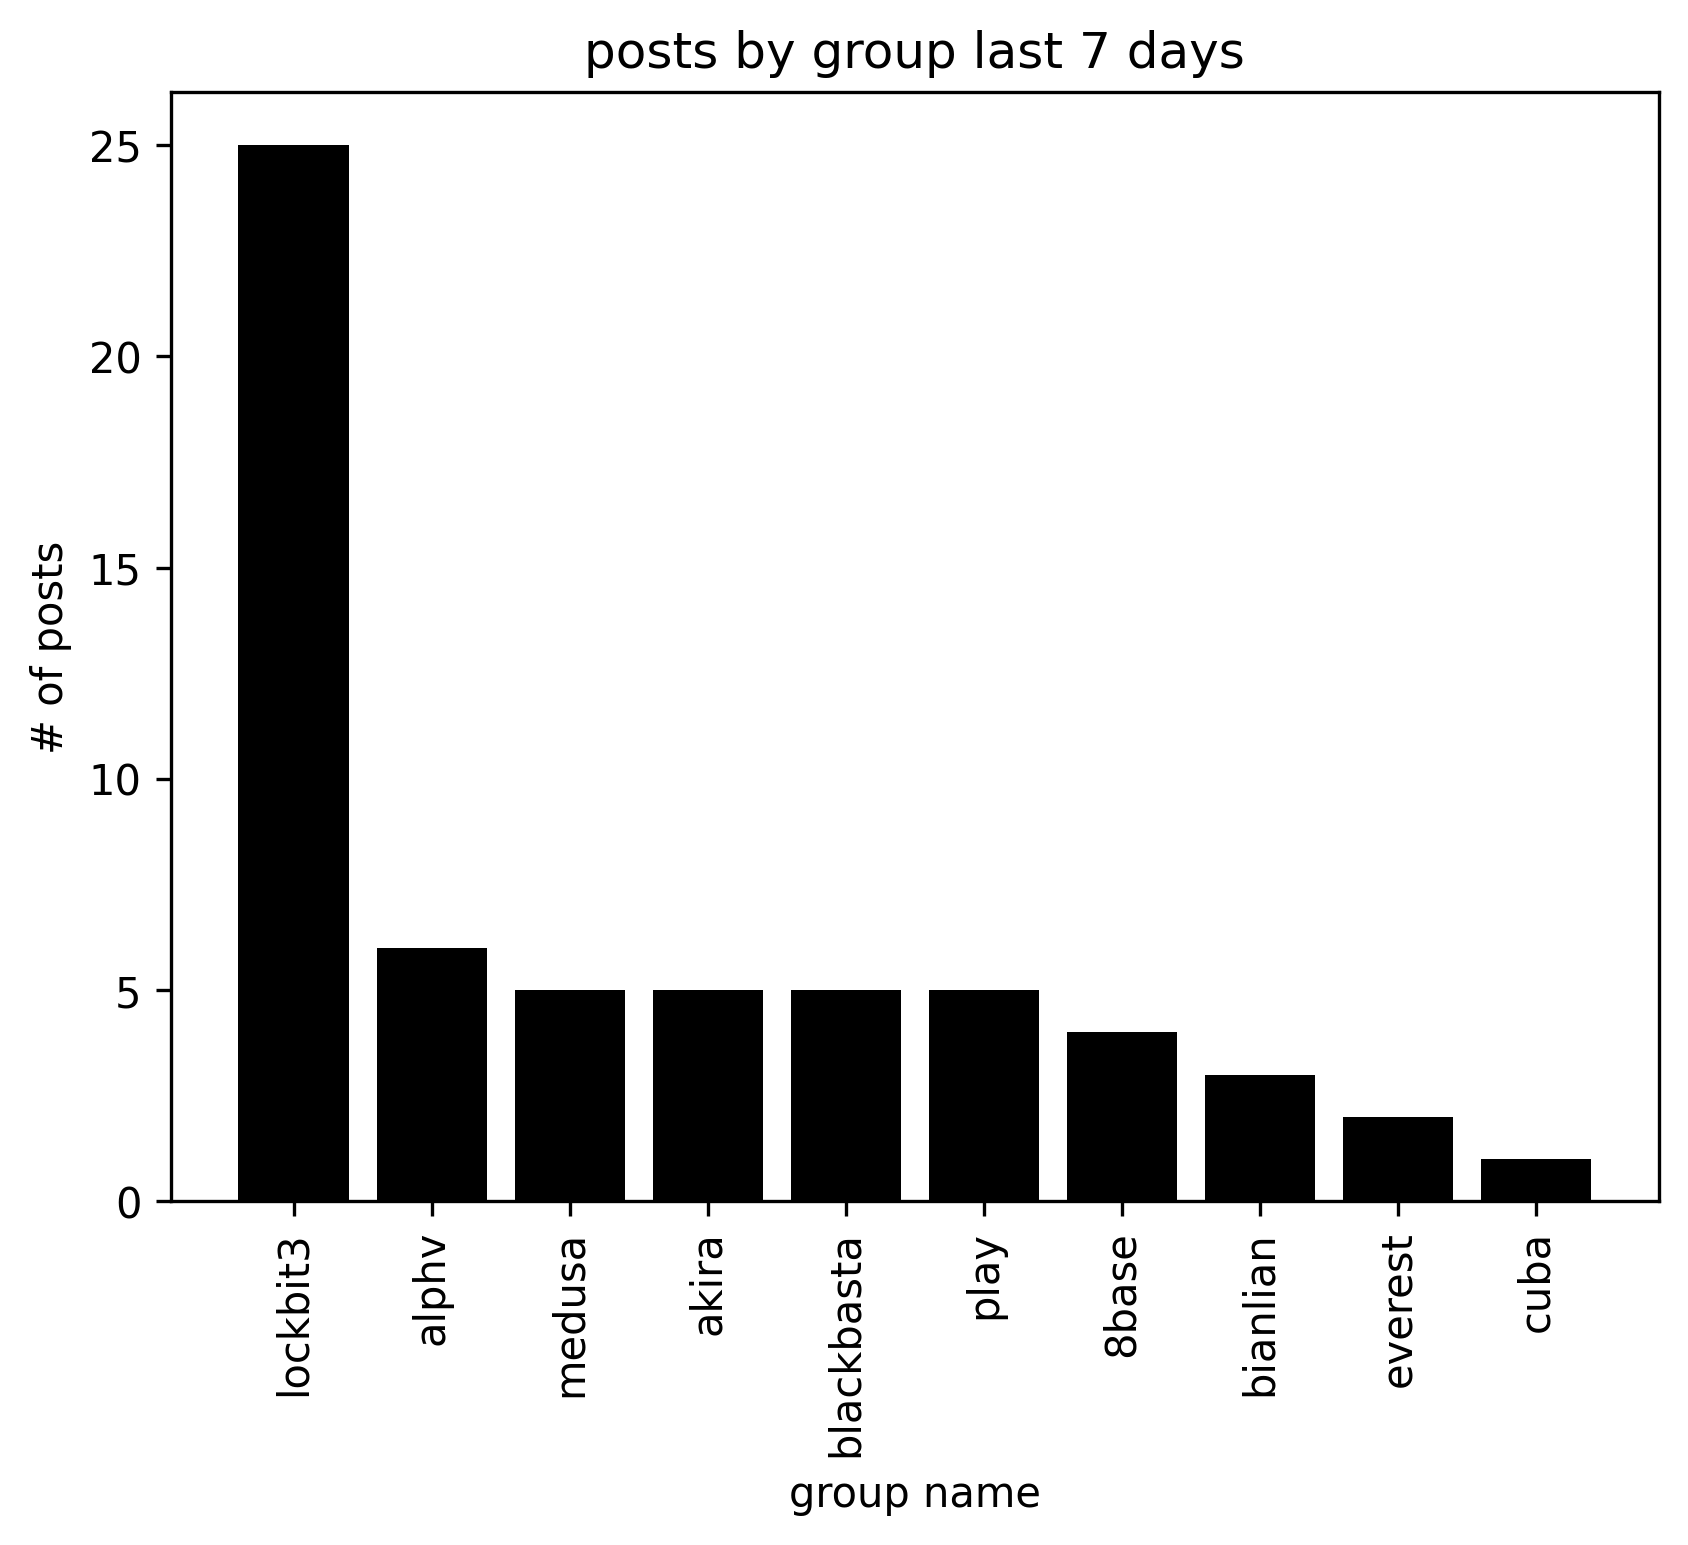 posts by group last 7 days
25
20
15
10
5
0
# of posts
lockbit3
alphv
medusa
akira
blackbasta
play
8base
bianlian
everest
cuba
group name